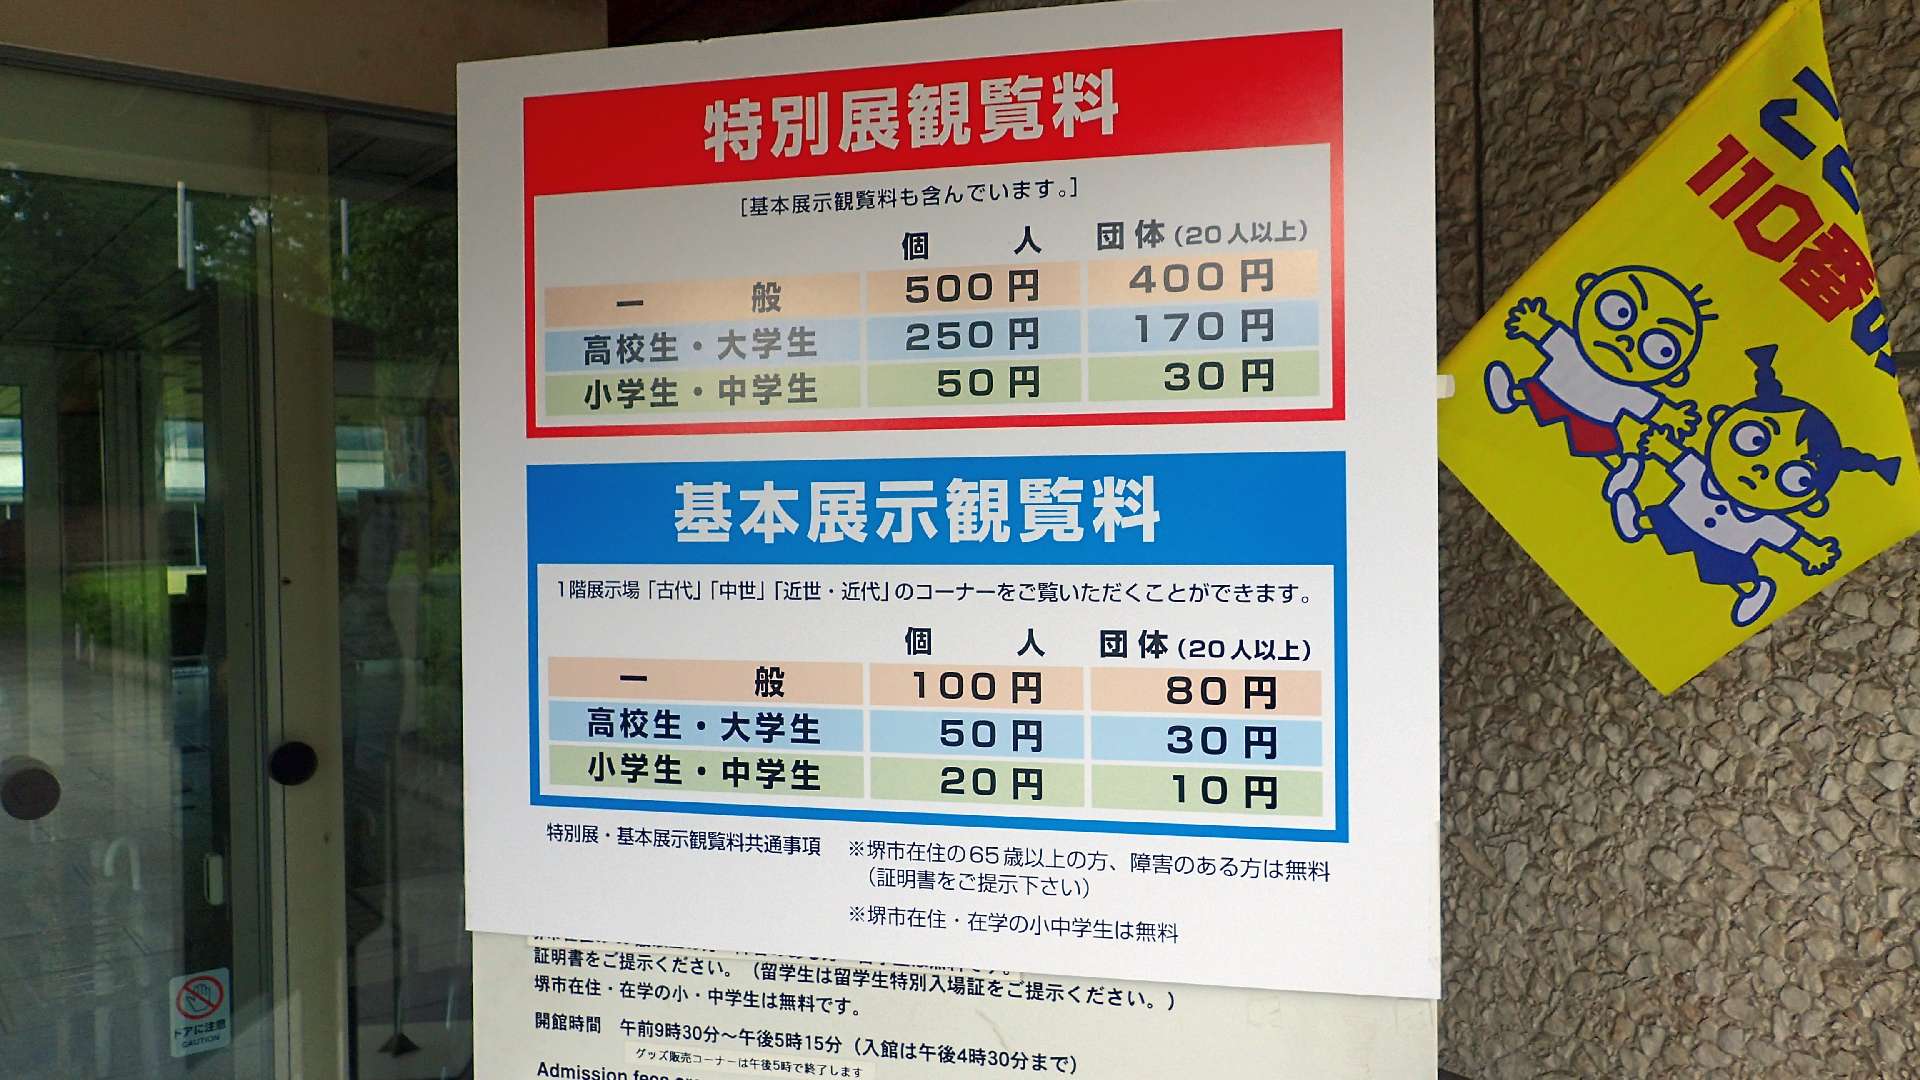 特別展観覧料
[基本展示観覧料も含んでいます。]
個人 団体(20人以上)
一般 500円 400円
高校生・大学生 250円 170円
小学生・中学生 50円 30円
基本展示観覧料
1階展示場「古代」「中世」「近世・近代」のコーナーをご覧いただくことができます。
個人 団体(20人以上)
一般 100円 80円
高校生・大学生 50円 30円
小学生・中学生 20円 10円
特別展・基本展示観覧料共通事項
※堺市在住の65歳以上の方、障害のある方は無料
(証明書をご提示下さい)
※堺市在住・在学の小中学生は無料
証明書をご提示ください。(留学生は留学生特別入場証をご提示ください。)
堺市在住・在学の小・中学生は無料です。
開館時間 午前9時30分～午後5時15分(入館は午後4時30分まで)
グッズ販売コーナーは午後5時で終了します
Admission
110番
ドアに注意
CAUTION